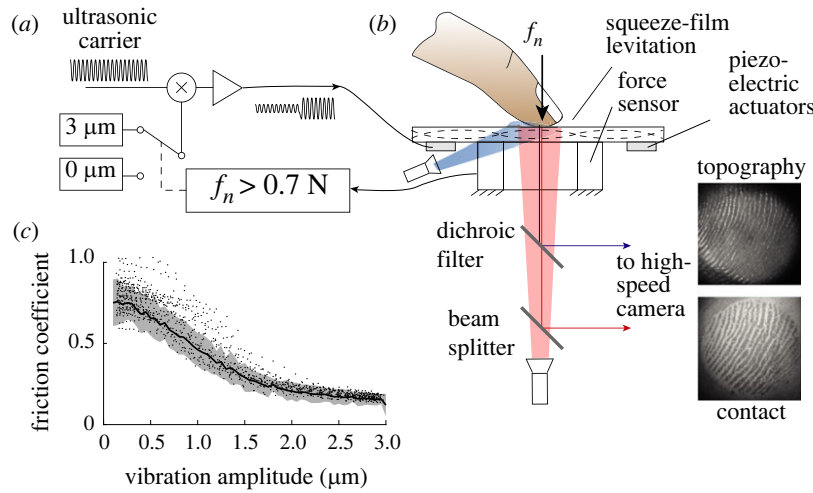 (a)
ultrasonic
carrier
3 μm
0 μm
fn > 0.7 N
(b)
fn
squeeze-film
levitation
force
sensor
piezo-
electric
actuators
topography
dichroic
filter
to high-
speed
camera
beam
splitter
contact
(c)
friction coefficient
1.0
0.5
0
0
0.5
1.0
1.5
2.0
2.5
3.0
vibration amplitude (μm)